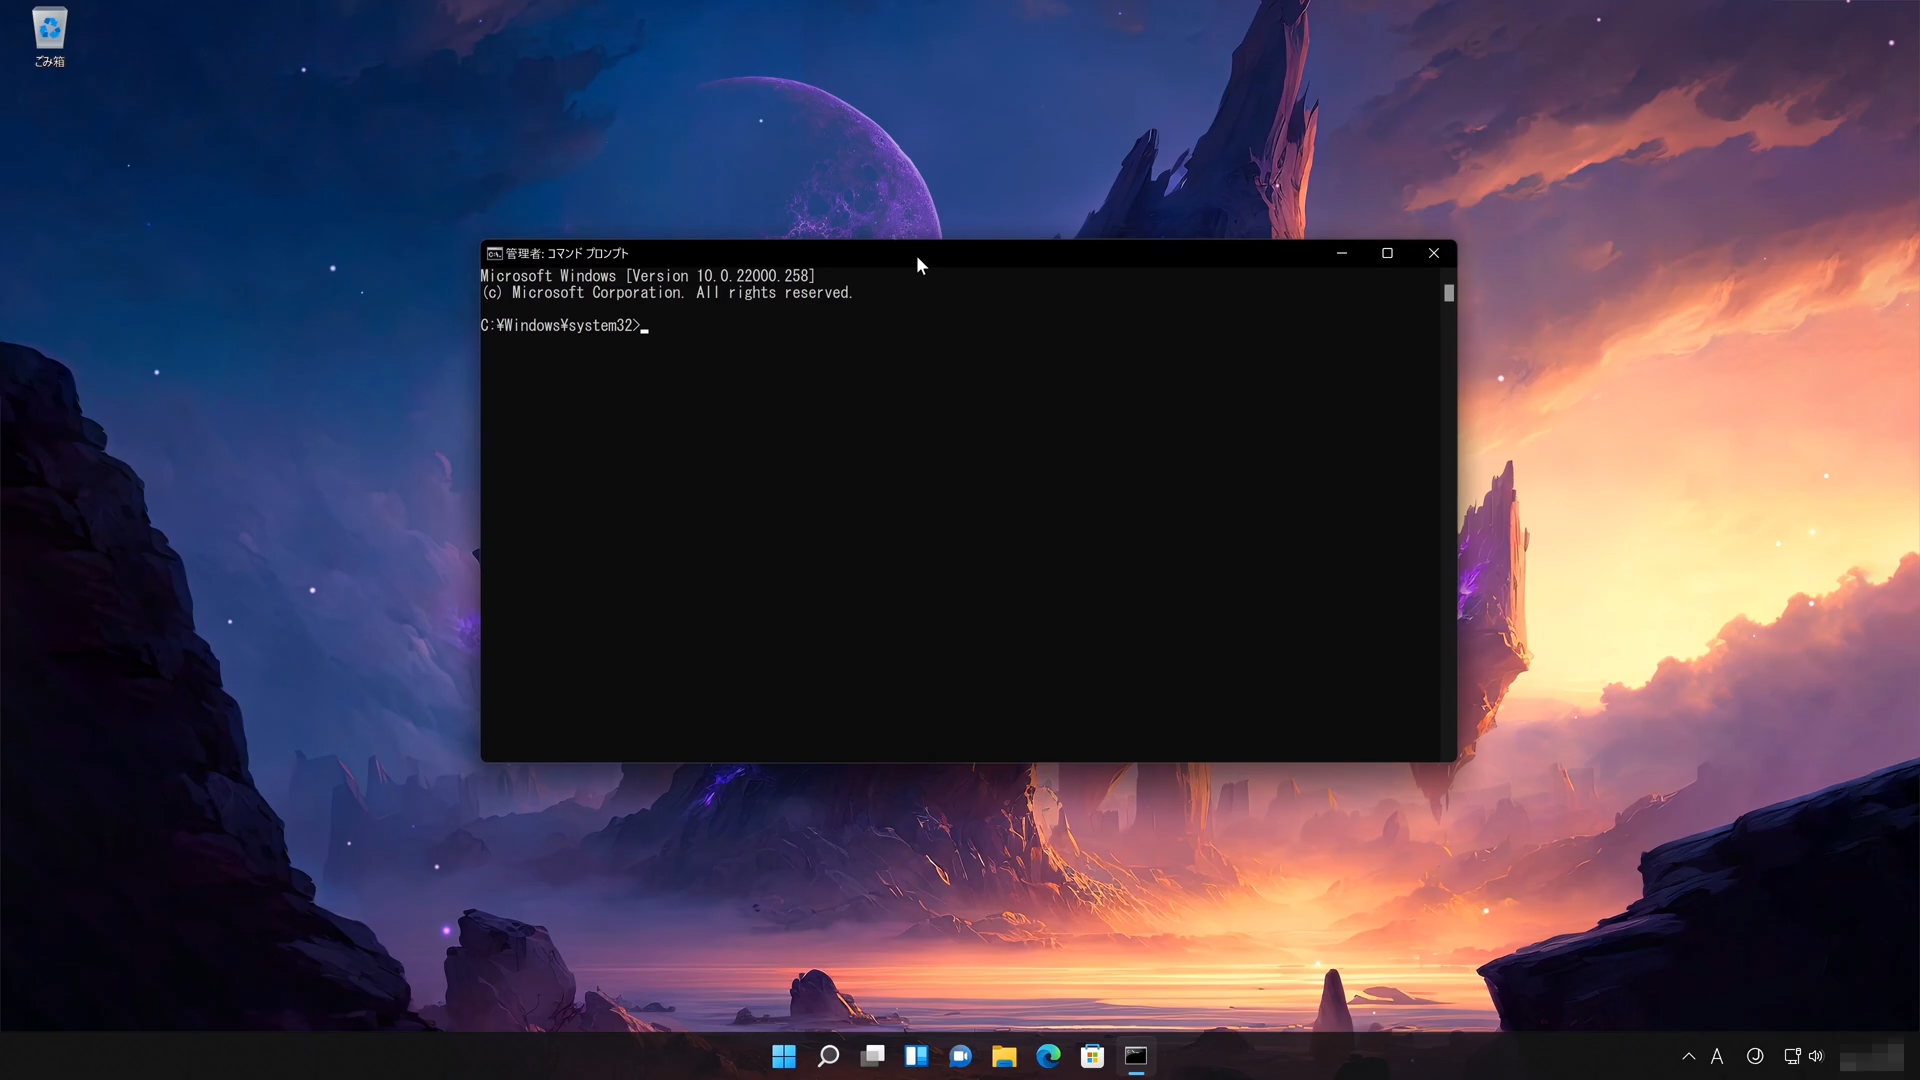 ごみ箱
管理者: コマンド プロンプト
Microsoft Windows [Version 10.0.22000.258]
(c) Microsoft Corporation. All rights reserved.
C:¥Windows¥system32>
A